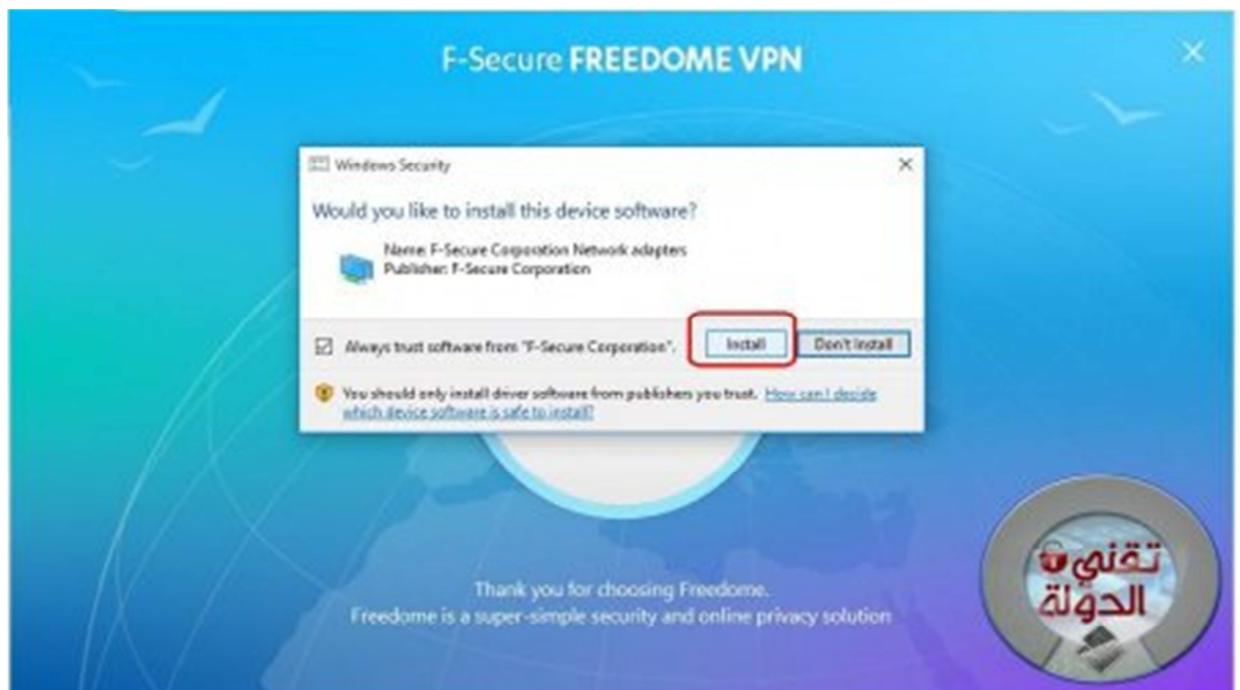 F-Secure FREEDOME VPN
Windows Security
Would you like to install this device software?
Name: F-Secure Corporation Network adapters
Publisher: F-Secure Corporation
Always trust software from "F-Secure Corporation".
Install
Don't Install
You should only install driver software from publishers you trust. How can I decide
which device software is safe to install?
Thank you for choosing Freedome.
Freedome is a super-simple security and online privacy solution
تقني
الدولة